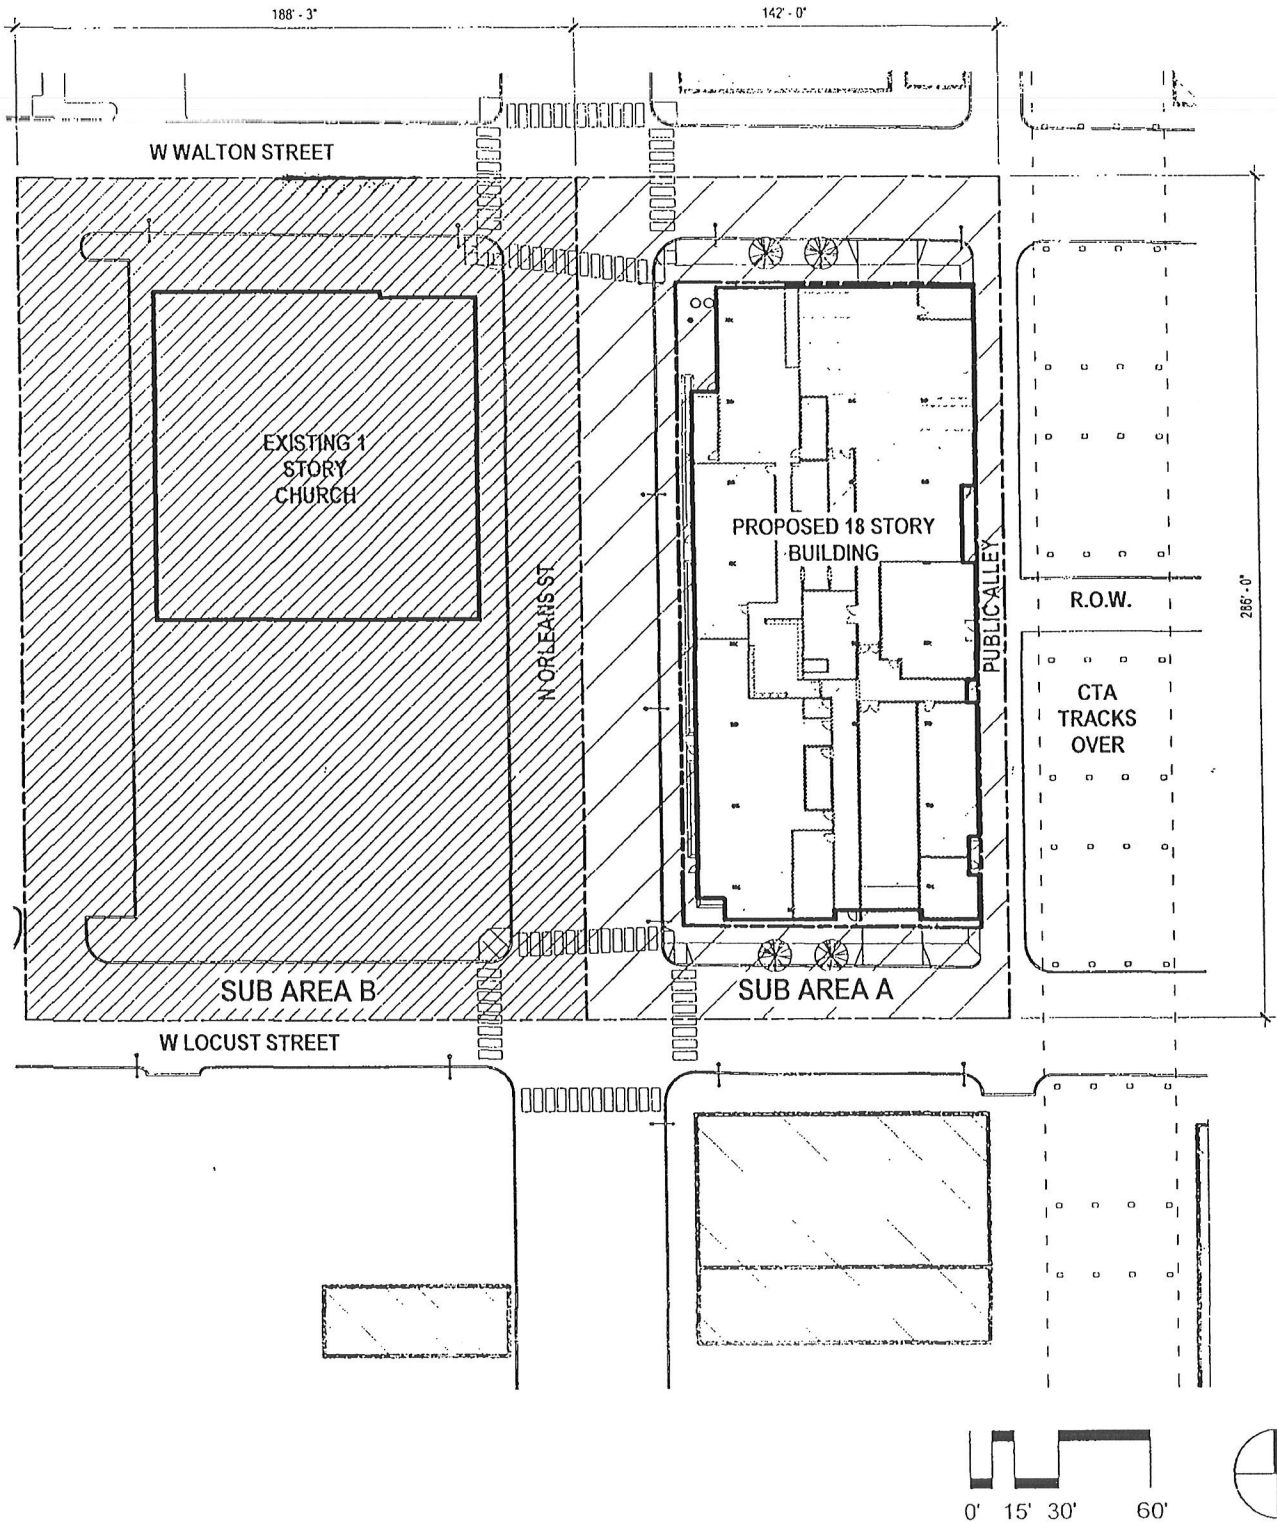 188' - 3"
142' - 0"
W WALTON STREET
EXISTING 1
STORY
CHURCH
PROPOSED 18 STORY
BUILDING
N ORLEANS ST
PUBLIC ALLEY
R.O.W.
286' - 0"
CTA
TRACKS
OVER
SUB AREA B
SUB AREA A
W LOCUST STREET
0' 15' 30' 60'